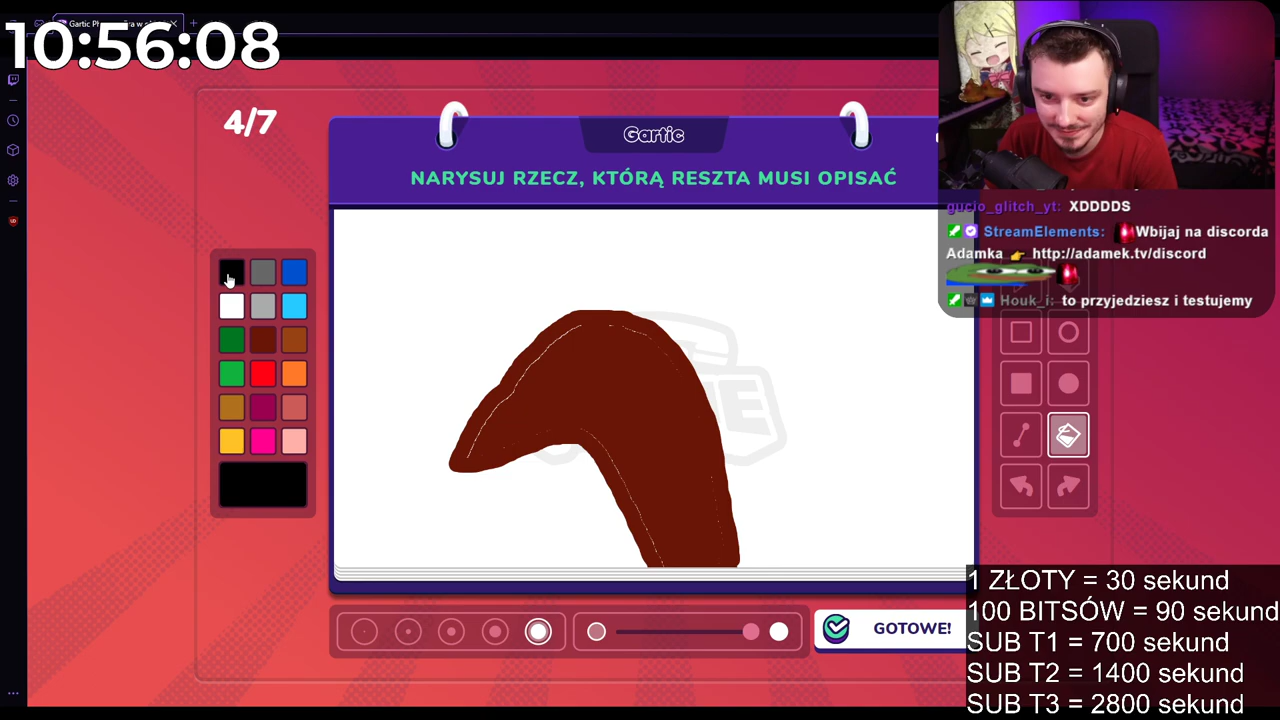 Gartic Ph
10:56:08
4/7
Gartic
NARYSUJ RZECZ, KTÓRĄ RESZTA MUSI OPISAĆ
gucio_glitch_yt: XDDDDS
StreamElements: Wbijaj na discorda
Adamka http://adamek.tv/discord
Houk_i: to przyjedziesz i testujemy
GOTOWE!
1 ZŁOTY = 30 sekund
100 BITSÓW = 90 sekund
SUB T1 = 700 sekund
SUB T2 = 1400 sekund
SUB T3 = 2800 sekund